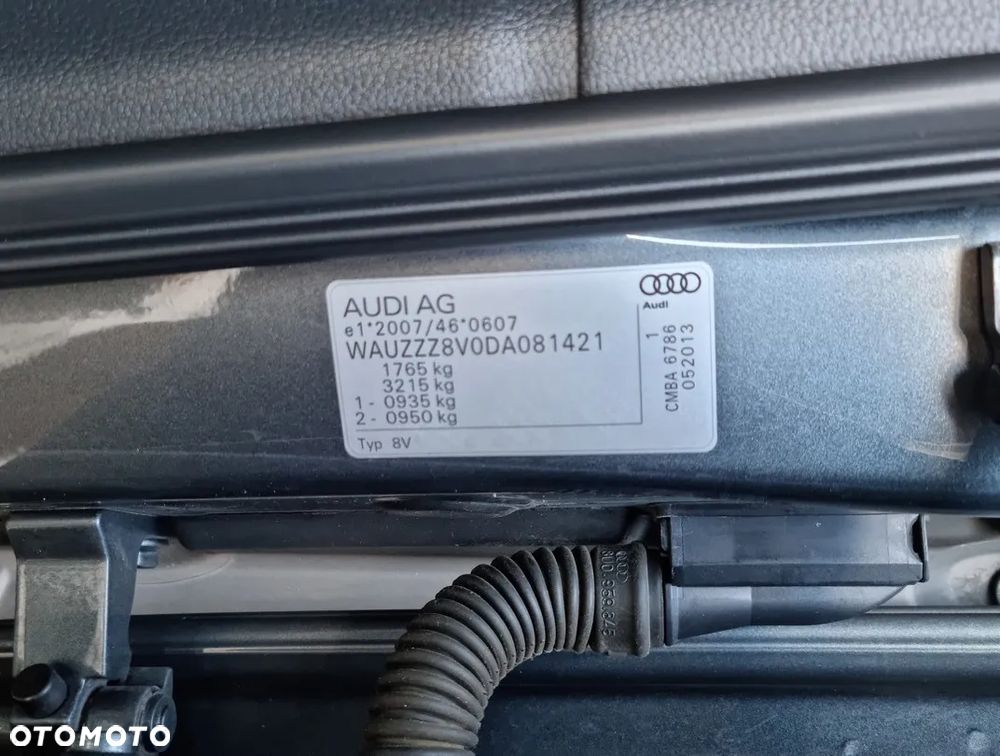 AUDI AG
e1*2007/46*0607
WAUZZZ8V0DA081421
1765 kg
3215 kg
1 - 0935 kg
2 - 0950 kg
Typ 8V
Audi
CMBA 6786 1
052013
OTOMOTO